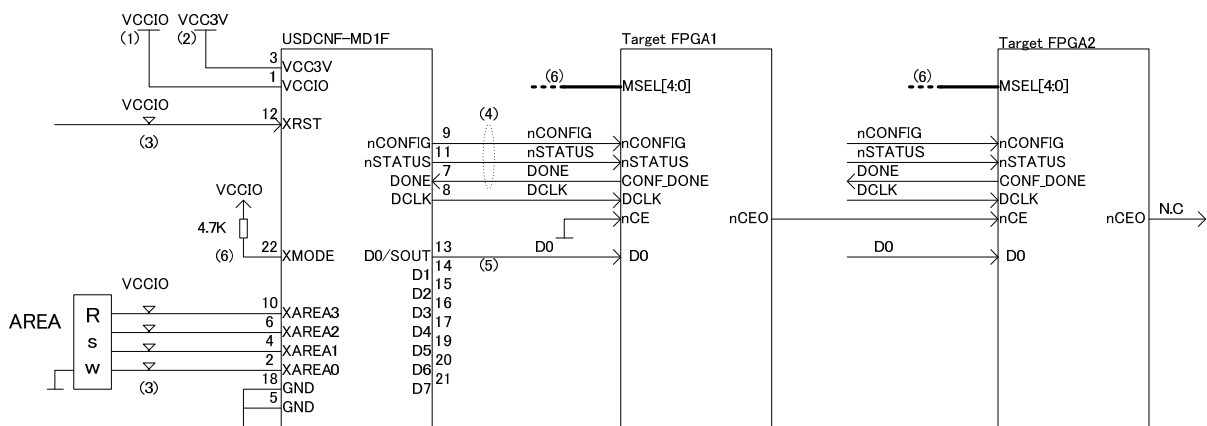 VCCIO VCC3V
(1) (2)
USDCNF-MD1F
Target FPGA1
Target FPGA2
3
VCC3V
1
VCCIO
(6)
MSEL[4:0]
(6)
MSEL[4:0]
VCCIO
12
XRST
(3)
(4)
nCONFIG 9 nCONFIG nCONFIG
nSTATUS 11 nSTATUS nSTATUS
DONE 7 DONE CONF_DONE
DCLK 8 DCLK DCLK
nCE
nCEO
nCONFIG nCONFIG
nSTATUS nSTATUS
DONE CONF_DONE
DCLK DCLK
nCE
nCEO N.C
VCCIO
4.7K
(6)
22
XMODE
D0/SOUT 13 D0 D0
(5)
D0 D0
D1 14
D2 15
D3 16
D4 17
D5 19
D6 20
D7 21
VCCIO
AREA
R
s
w
10 XAREA3
6 XAREA2
4 XAREA1
2 XAREA0
(3)
18 GND
5 GND